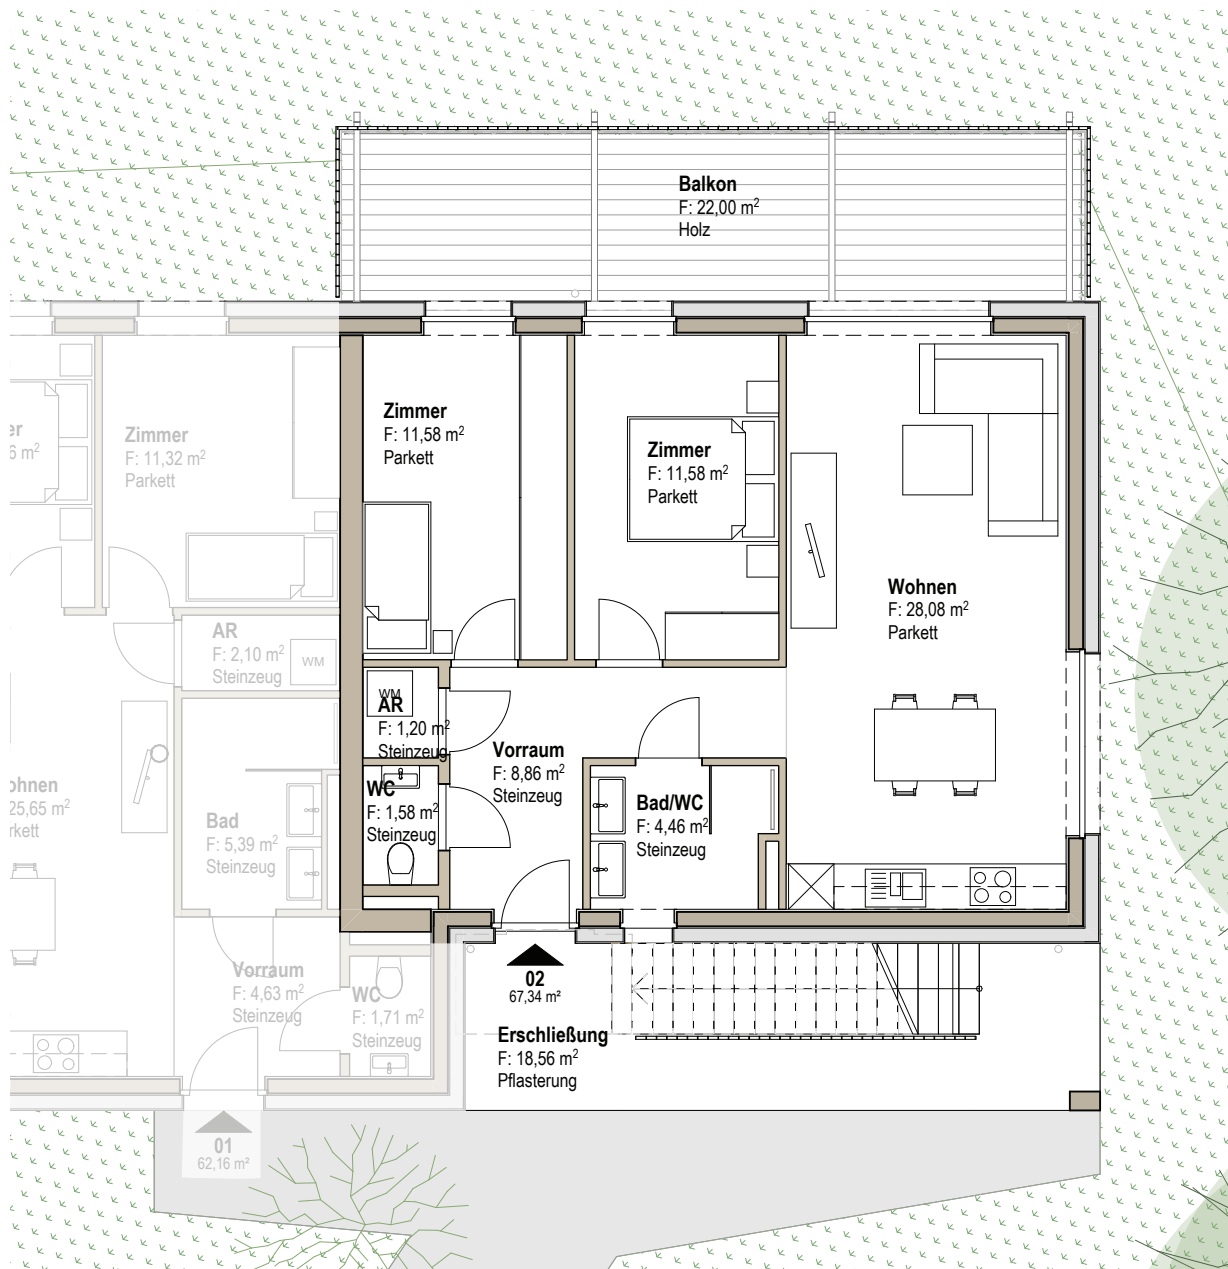 Balkon
F: 22,00 m²
Holz
Zimmer
F: 11,58 m²
Parkett
Zimmer
F: 11,58 m²
Parkett
Zimmer
F: 11,32 m²
Parkett
er
6 m²
Wohnen
F: 28,08 m²
Parkett
AR
F: 2,10 m²
Steinzeug
WM
WM
AR
F: 1,20 m²
Steinzeug
Vorraum
F: 8,86 m²
Steinzeug
WC
F: 1,58 m²
Steinzeug
Bad/WC
F: 4,46 m²
Steinzeug
ohnen
25,65 m²
rkett
Bad
F: 5,39 m²
Steinzeug
Vorraum
F: 4,63 m²
Steinzeug
WC
F: 1,71 m²
Steinzeug
02
67,34 m²
Erschließung
F: 18,56 m²
Pflasterung
01
62,16 m²